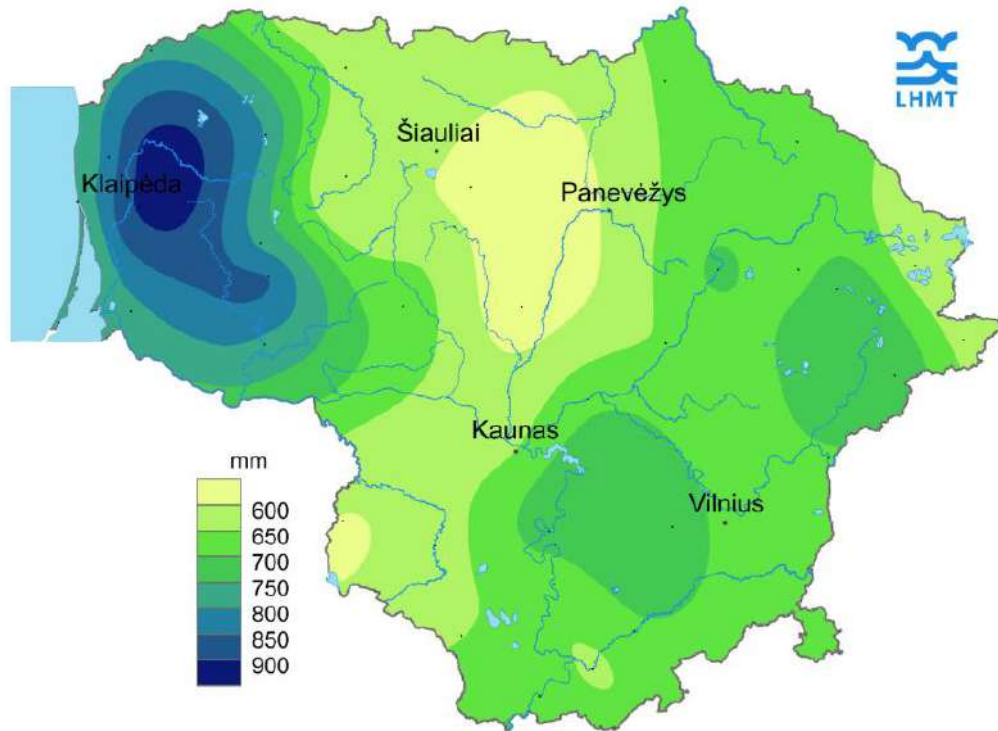 LHMT
Šiauliai
Klaipėda
Panevėžys
Kaunas
Vilnius
mm
600
650
700
750
800
850
900